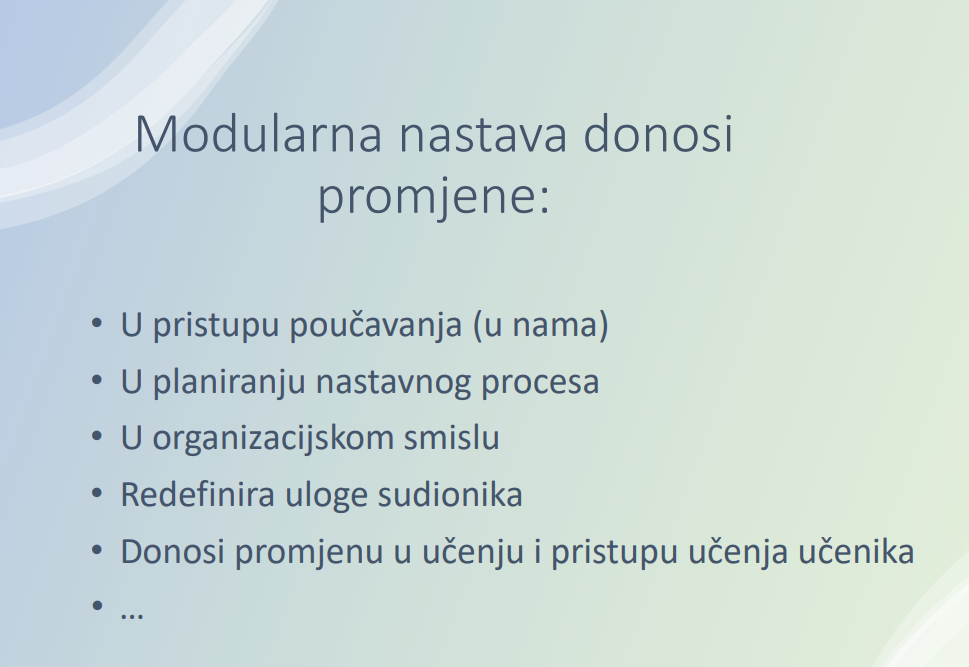 Modularna nastava donosi
promjene:
• U pristupu poučavanja (u nama)
• U planiranju nastavnog procesa
• U organizacijskom smislu
• Redefinira uloge sudionika
• Donosi promjenu u učenju i pristupu učenja učenika
• ...